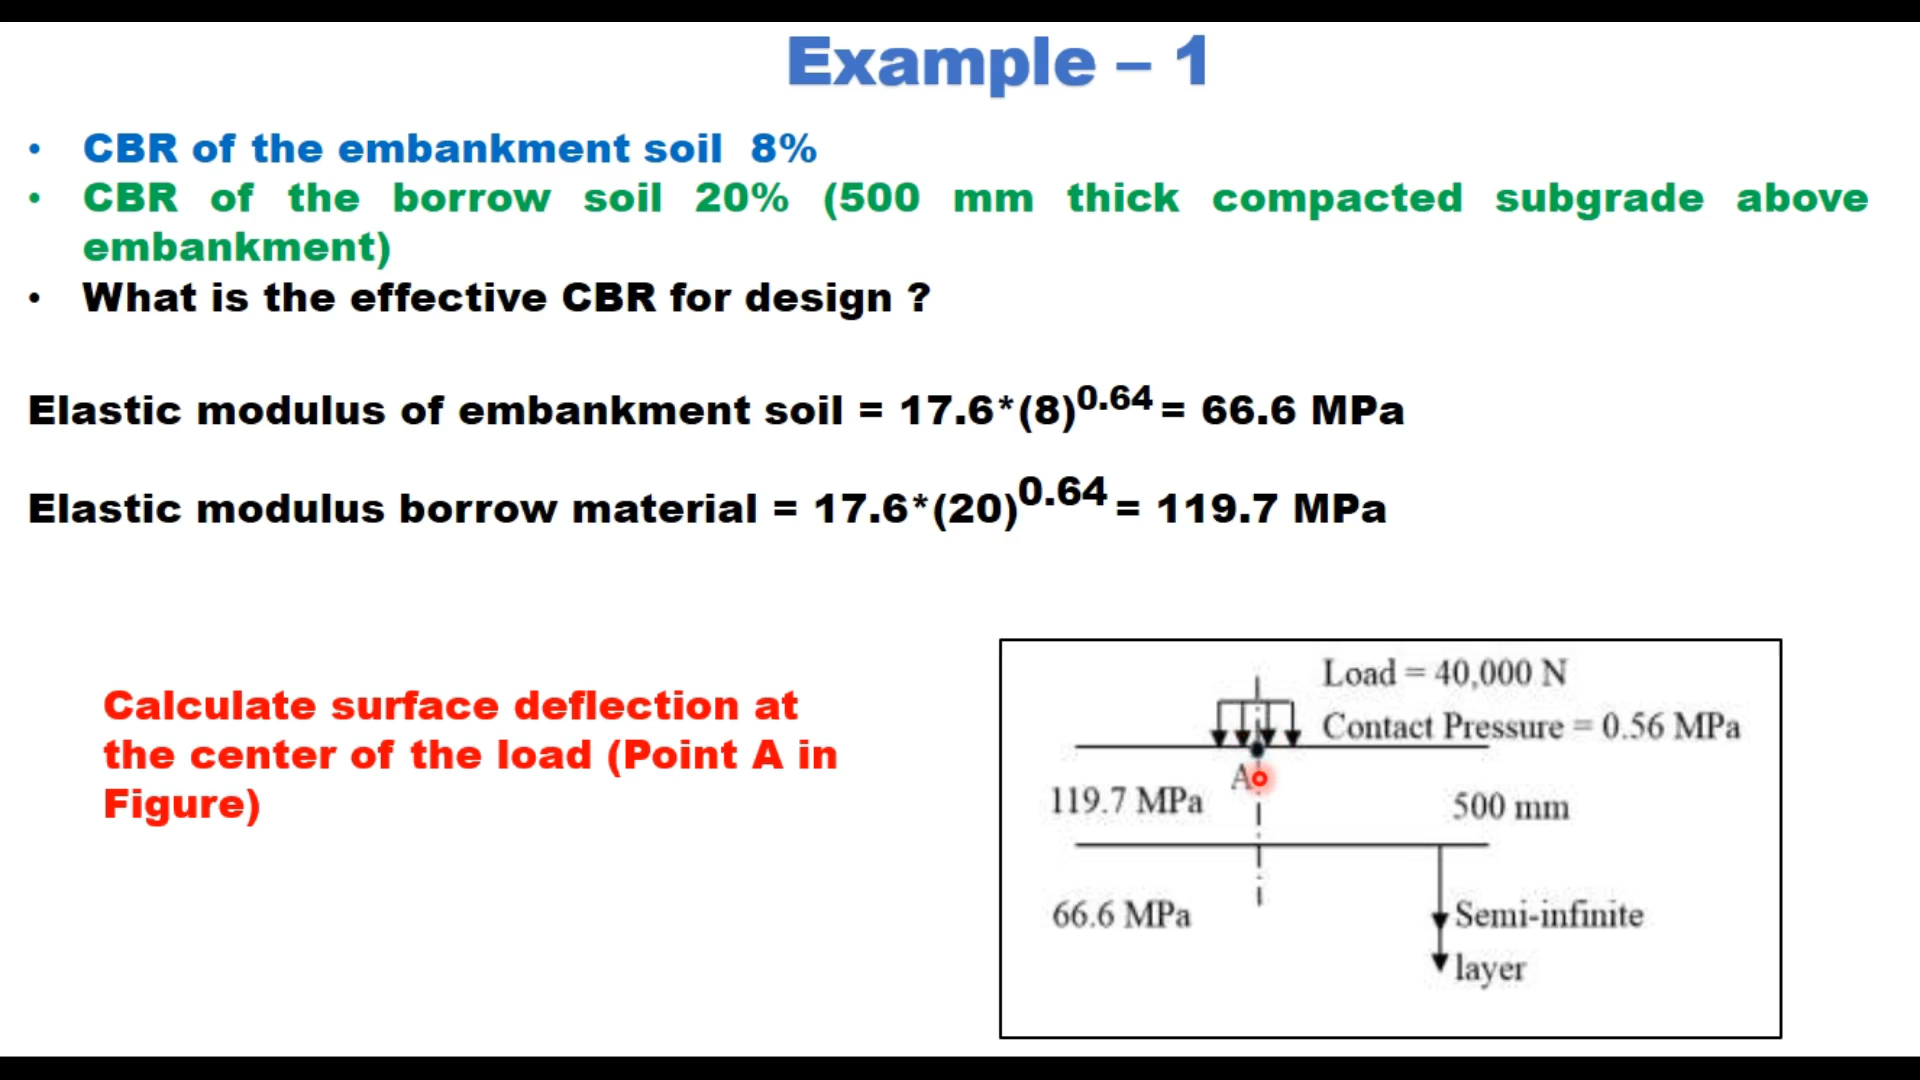 Example – 1
• CBR of the embankment soil 8%
• CBR of the borrow soil 20% (500 mm thick compacted subgrade above
embankment)
• What is the effective CBR for design ?
Elastic modulus of embankment soil = 17.6*(8)^0.64 = 66.6 MPa
Elastic modulus borrow material = 17.6*(20)^0.64 = 119.7 MPa
Calculate surface deflection at
the center of the load (Point A in
Figure)
Load = 40,000 N
Contact Pressure = 0.56 MPa
A
119.7 MPa
500 mm
66.6 MPa
Semi-infinite
layer